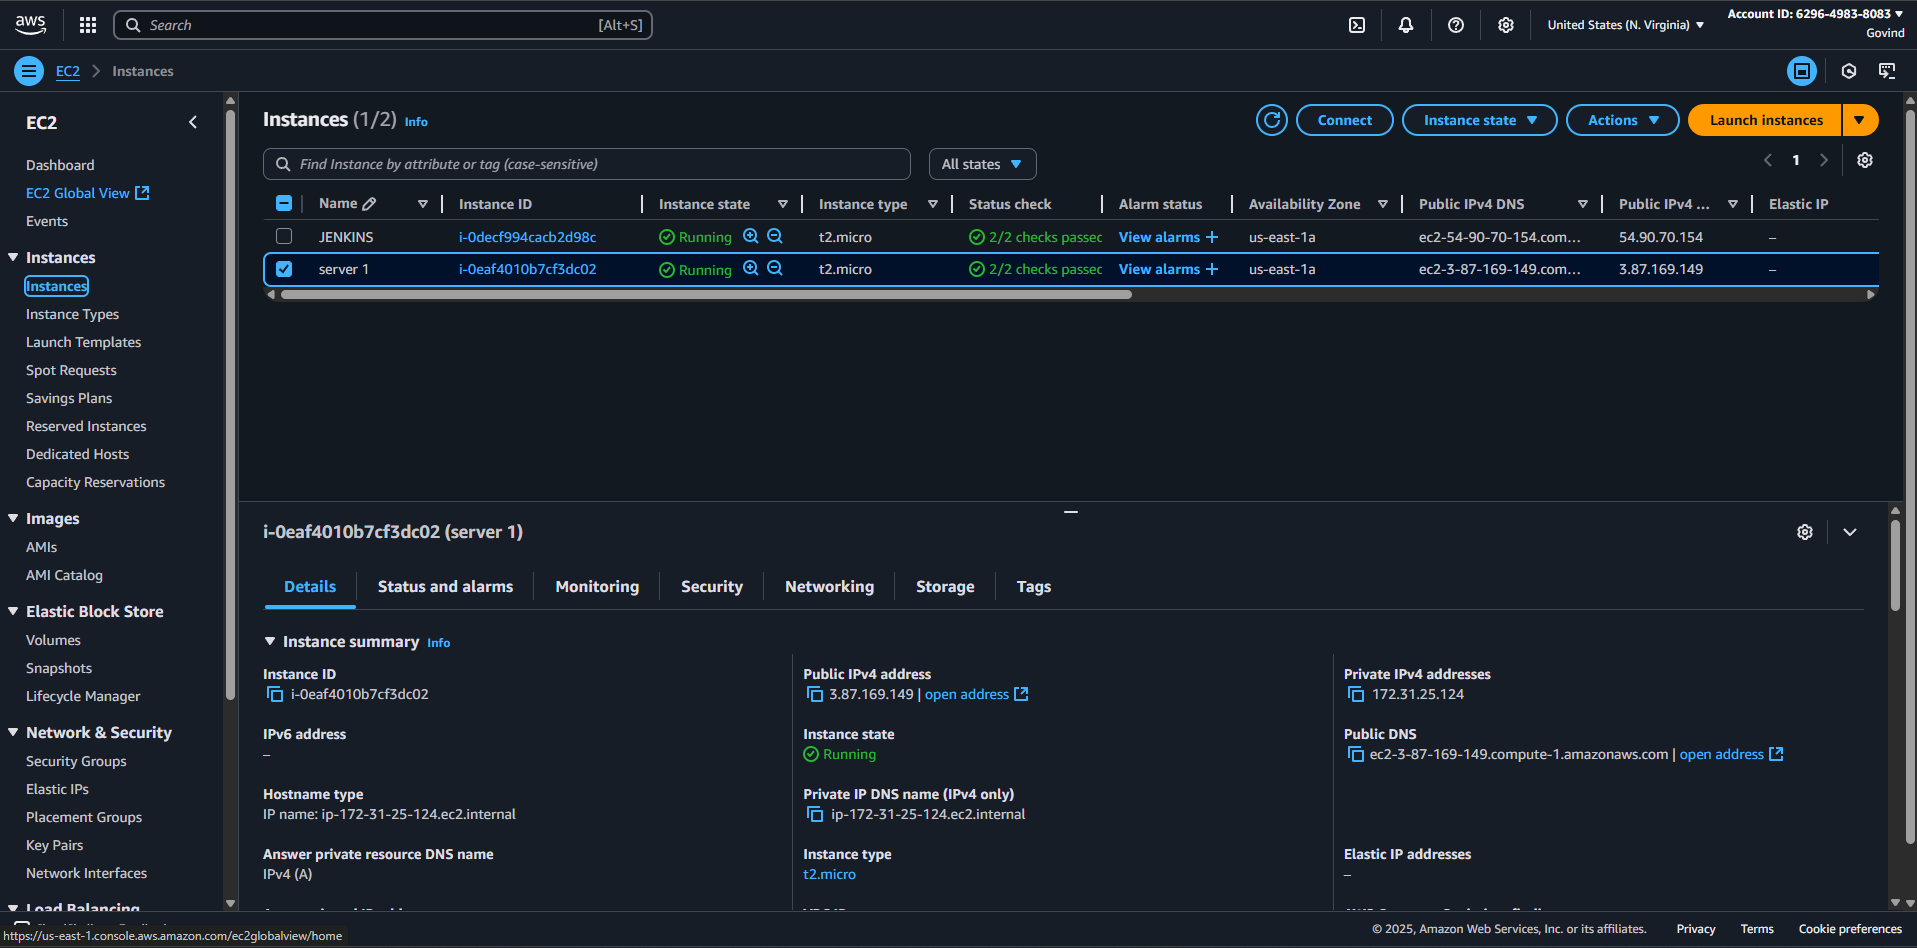 aws
Search [Alt+S]
United States (N. Virginia)
Account ID: 6296-4983-8083
Govind
EC2 Instances
EC2
Dashboard
EC2 Global View
Events
Instances
Instances
Instance Types
Launch Templates
Spot Requests
Savings Plans
Reserved Instances
Dedicated Hosts
Capacity Reservations
Images
AMIs
AMI Catalog
Elastic Block Store
Volumes
Snapshots
Lifecycle Manager
Network & Security
Security Groups
Elastic IPs
Placement Groups
Key Pairs
Network Interfaces
Load Balancing
Instances (1/2) Info
Connect
Instance state
Actions
Launch instances
Find Instance by attribute or tag (case-sensitive)
All states
1
Name Instance ID Instance state Instance type Status check Alarm status Availability Zone Public IPv4 DNS Public IPv4 ... Elastic IP
JENKINS i-0decf994cacb2d98c Running t2.micro 2/2 checks passec View alarms + us-east-1a ec2-54-90-70-154.com... 54.90.70.154 –
server 1 i-0eaf4010b7cf3dc02 Running t2.micro 2/2 checks passec View alarms + us-east-1a ec2-3-87-169-149.com... 3.87.169.149 –
i-0eaf4010b7cf3dc02 (server 1)
Details Status and alarms Monitoring Security Networking Storage Tags
Instance summary Info
Instance ID
i-0eaf4010b7cf3dc02
Public IPv4 address
3.87.169.149 | open address
Private IPv4 addresses
172.31.25.124
IPv6 address
–
Instance state
Running
Public DNS
ec2-3-87-169-149.compute-1.amazonaws.com | open address
Hostname type
IP name: ip-172-31-25-124.ec2.internal
Private IP DNS name (IPv4 only)
ip-172-31-25-124.ec2.internal
Answer private resource DNS name
IPv4 (A)
Instance type
t2.micro
Elastic IP addresses
–
https://us-east-1.console.aws.amazon.com/ec2globalview/home
© 2025, Amazon Web Services, Inc. or its affiliates. Privacy Terms Cookie preferences